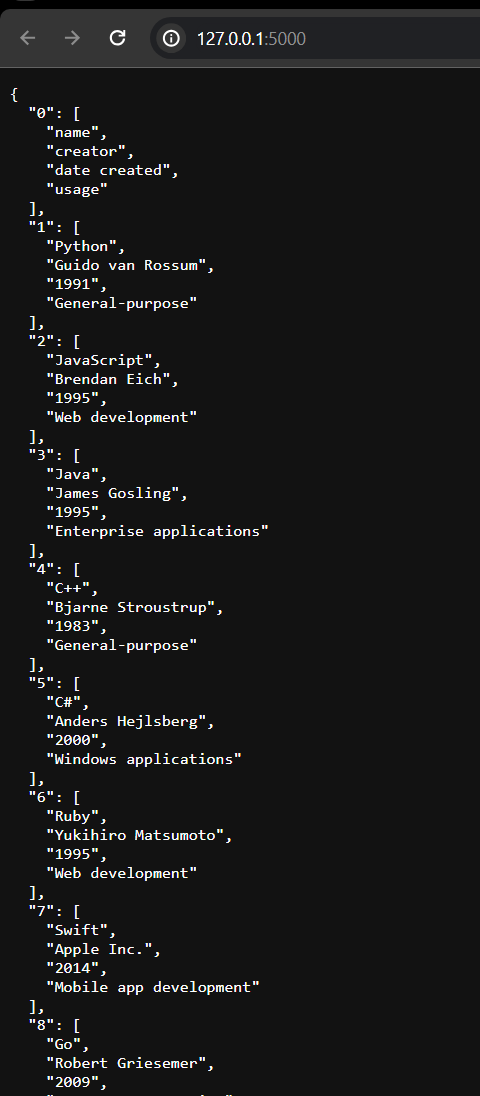 127.0.0.1:5000
{
  "0": [
    "name",
    "creator",
    "date created",
    "usage"
  ],
  "1": [
    "Python",
    "Guido van Rossum",
    "1991",
    "General-purpose"
  ],
  "2": [
    "JavaScript",
    "Brendan Eich",
    "1995",
    "Web development"
  ],
  "3": [
    "Java",
    "James Gosling",
    "1995",
    "Enterprise applications"
  ],
  "4": [
    "C++",
    "Bjarne Stroustrup",
    "1983",
    "General-purpose"
  ],
  "5": [
    "C#",
    "Anders Hejlsberg",
    "2000",
    "Windows applications"
  ],
  "6": [
    "Ruby",
    "Yukihiro Matsumoto",
    "1995",
    "Web development"
  ],
  "7": [
    "Swift",
    "Apple Inc.",
    "2014",
    "Mobile app development"
  ],
  "8": [
    "Go",
    "Robert Griesemer",
    "2009",